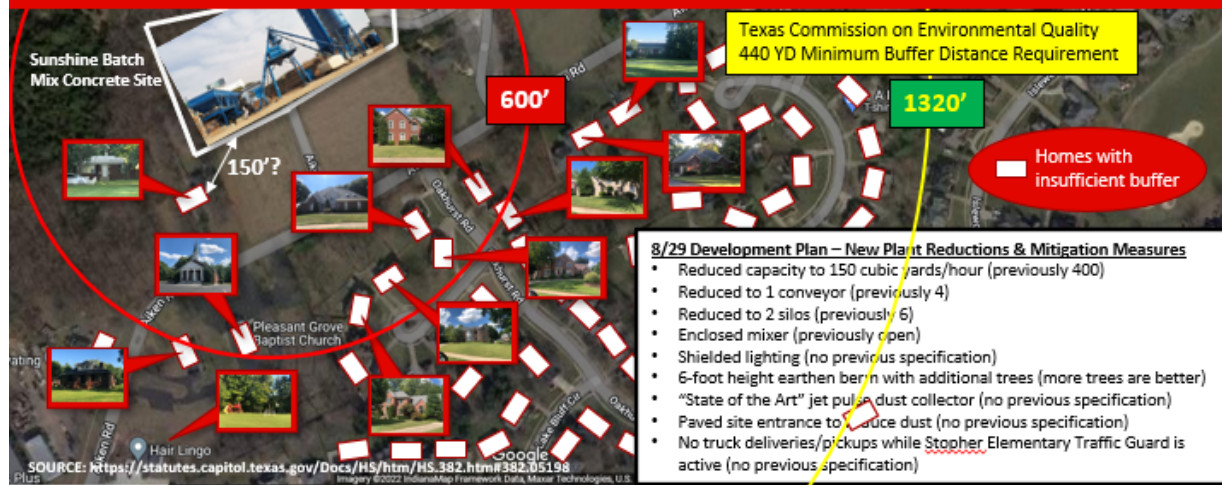 Sunshine Batch
Mix Concrete Site
150’?
600’
Texas Commission on Environmental Quality
440 YD Minimum Buffer Distance Requirement
1320’
Homes with
insufficient buffer
8/29 Development Plan – New Plant Reductions & Mitigation Measures
• Reduced capacity to 150 cubic yards/hour (previously 400)
• Reduced to 1 conveyor (previously 4)
• Reduced to 2 silos (previously 6)
• Enclosed mixer (previously open)
• Shielded lighting (no previous specification)
• 6-foot height earthen berm with additional trees (more trees are better)
• “State of the Art” jet pulse dust collector (no previous specification)
• Paved site entrance to reduce dust (no previous specification)
• No truck deliveries/pickups while Stopher Elementary Traffic Guard is
active (no previous specification)
Oakhurst Rd
Pleasant Grove
Baptist Church
Aiken Rd
Hair Lingo
Lake Bluff Cir
Google
SOURCE: https://statutes.capitol.texas.gov/Docs/HS/htm/HS.382.htm#382.05198
Imagery ©2022 IndianaMap Framework Data, Maxar Technologies, U.S.
Plus